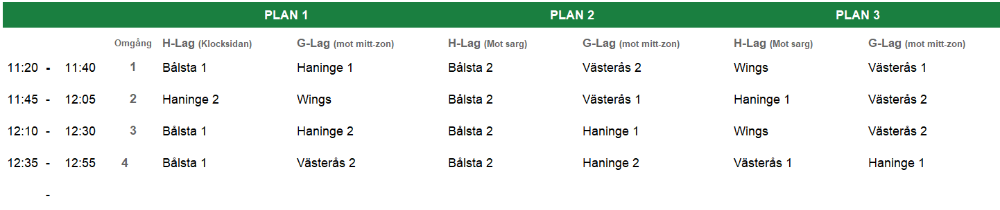 PLAN 1 PLAN 2 PLAN 3
Omgång H-Lag (Klocksidan) G-Lag (mot mitt-zon) H-Lag (Mot sarg) G-Lag (mot mitt-zon) H-Lag (Mot sarg) G-Lag (mot mitt-zon)
11:20 - 11:40 1 Bålsta 1 Haninge 1 Bålsta 2 Västerås 2 Wings Västerås 1
11:45 - 12:05 2 Haninge 2 Wings Bålsta 2 Västerås 1 Haninge 1 Västerås 2
12:10 - 12:30 3 Bålsta 1 Haninge 2 Bålsta 2 Haninge 1 Wings Västerås 2
12:35 - 12:55 4 Bålsta 1 Västerås 2 Bålsta 2 Haninge 2 Västerås 1 Haninge 1
-